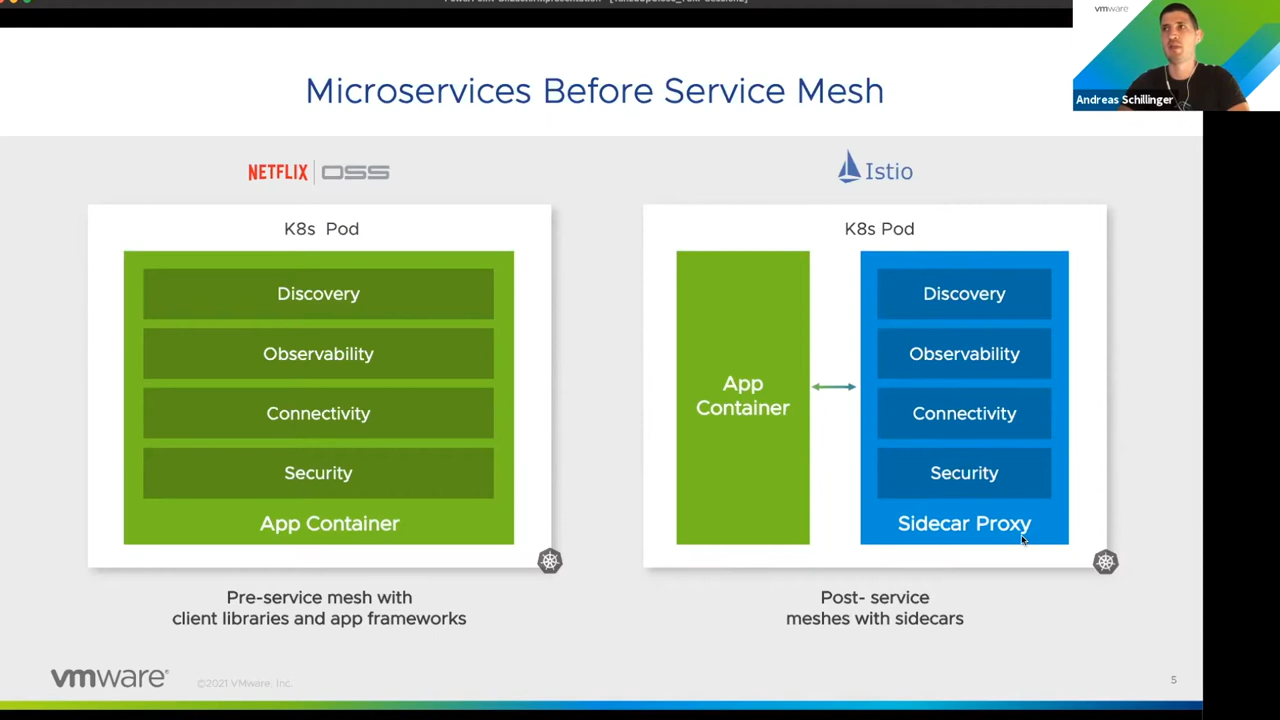 vmware
Andreas Schillinger
Microservices Before Service Mesh
NETFLIX OSS
Istio
K8s Pod
Discovery
Observability
Connectivity
Security
App Container
K8s Pod
App
Container
Discovery
Observability
Connectivity
Security
Sidecar Proxy
Pre-service mesh with
client libraries and app frameworks
Post- service
meshes with sidecars
vmware®
©2021 VMware, Inc.
5